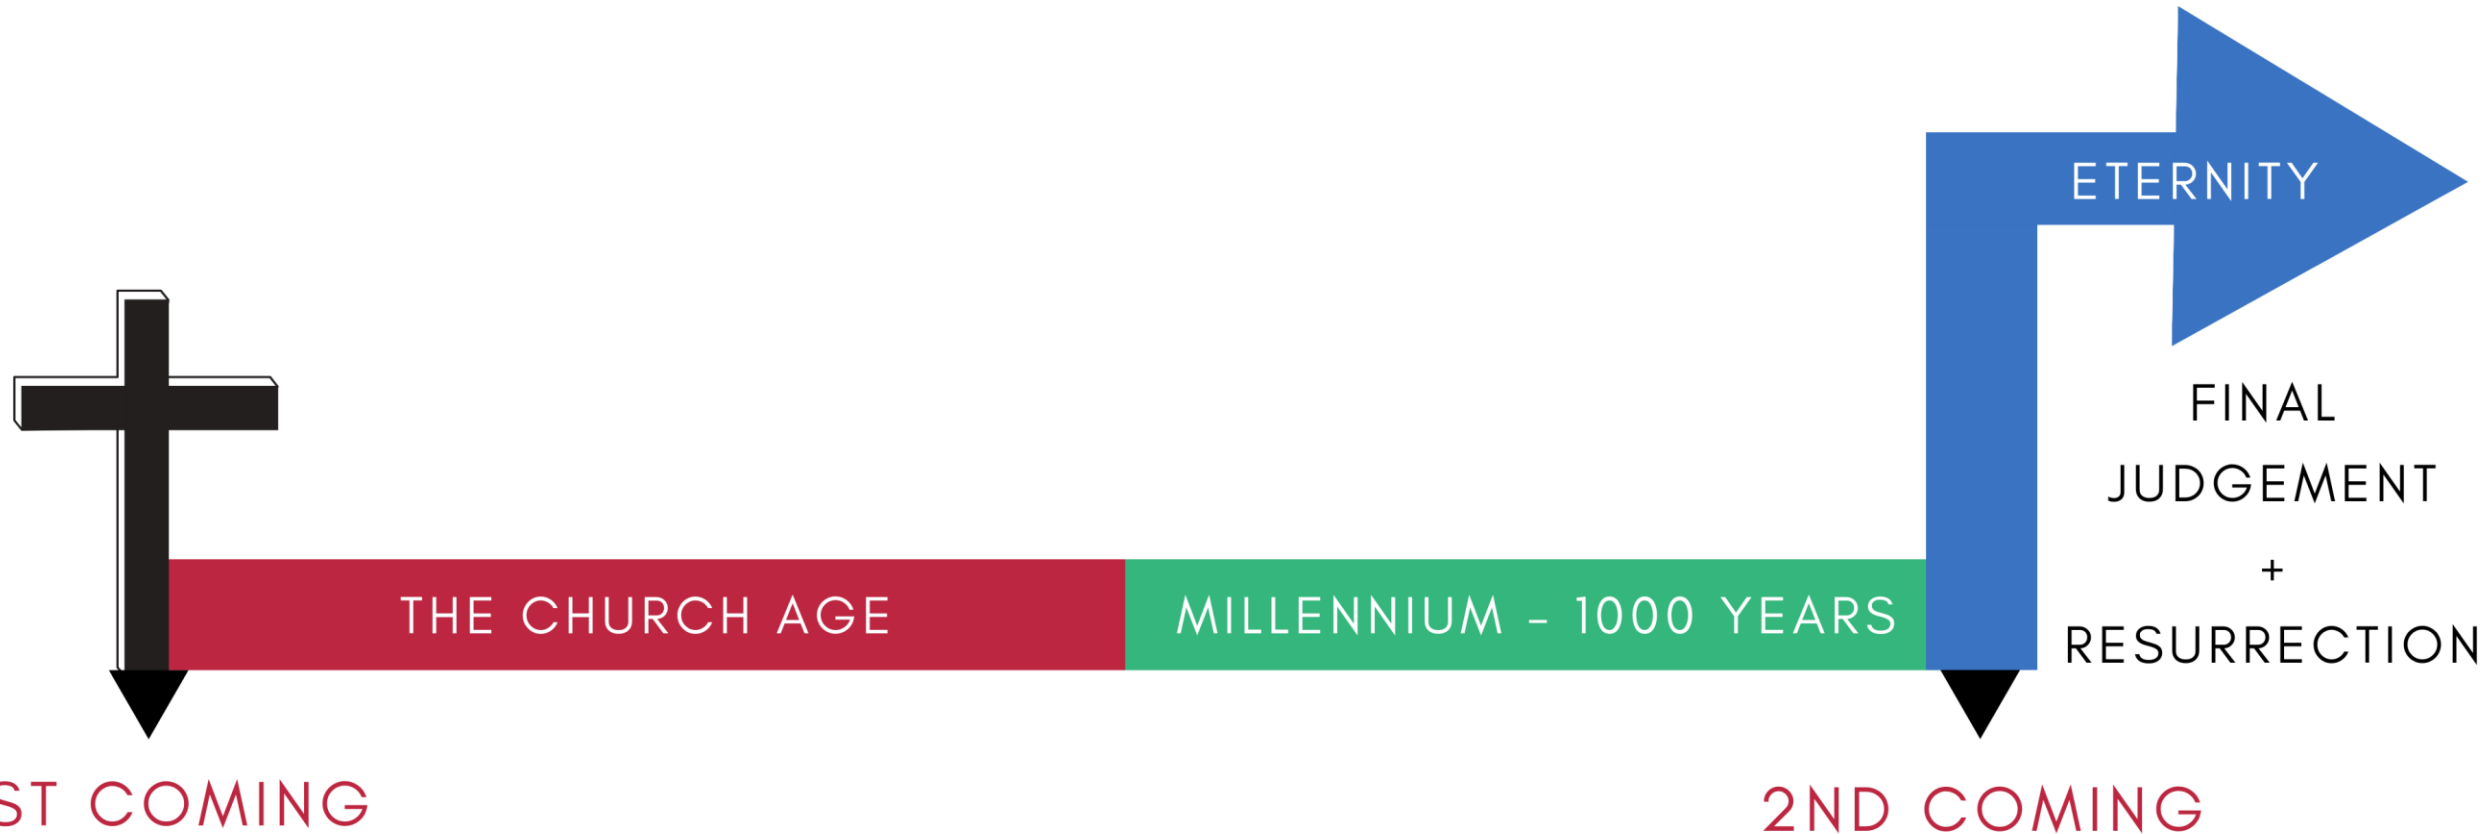 ETERNITY
FINAL
JUDGEMENT
+
RESURRECTION
THE CHURCH AGE
MILLENNIUM - 1000 YEARS
ST COMING
2ND COMING